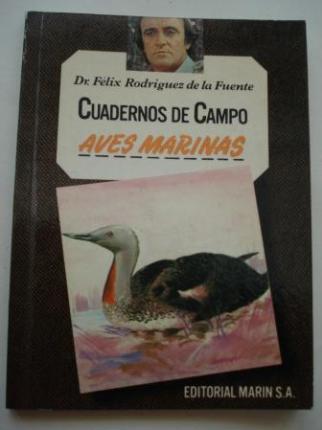 Dr. Félix Rodríguez de la Fuente
CUADERNOS DE CAMPO
AVES MARINAS
EDITORIAL MARIN S.A.